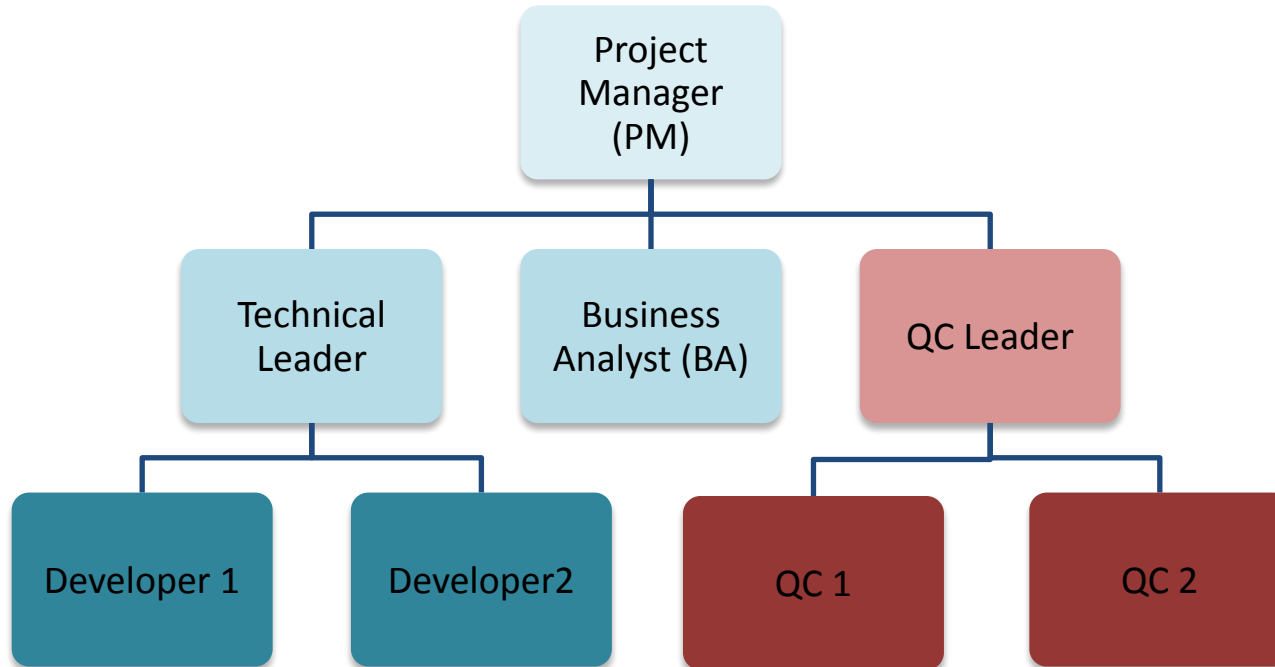 Project
Manager
(PM)
Technical
Leader
Business
Analyst (BA)
QC Leader
Developer 1
Developer2
QC 1
QC 2